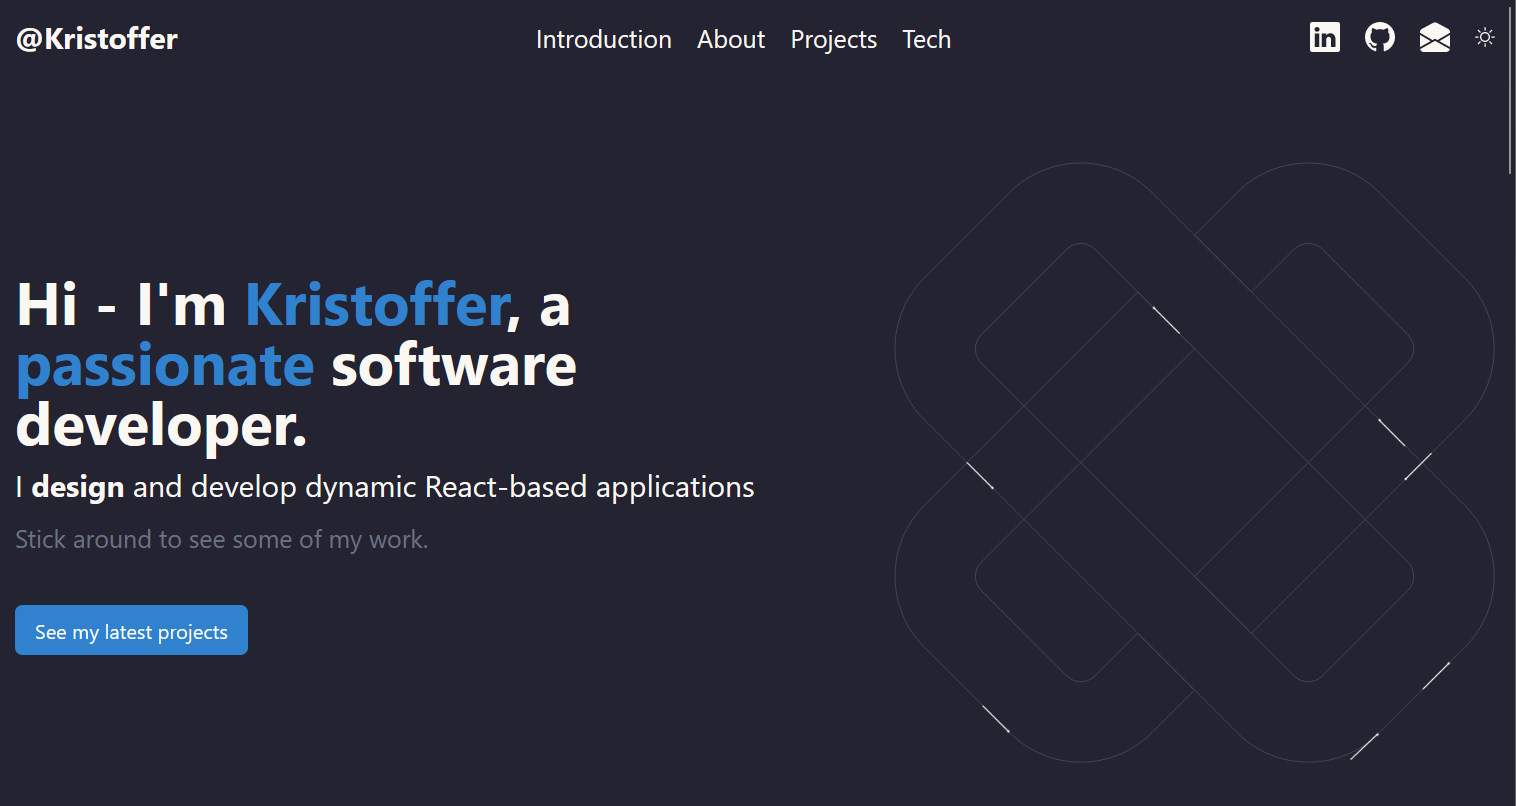 @Kristoffer
Introduction About Projects Tech
Hi - I'm Kristoffer, a
passionate software
developer.
I design and develop dynamic React-based applications
Stick around to see some of my work.
See my latest projects